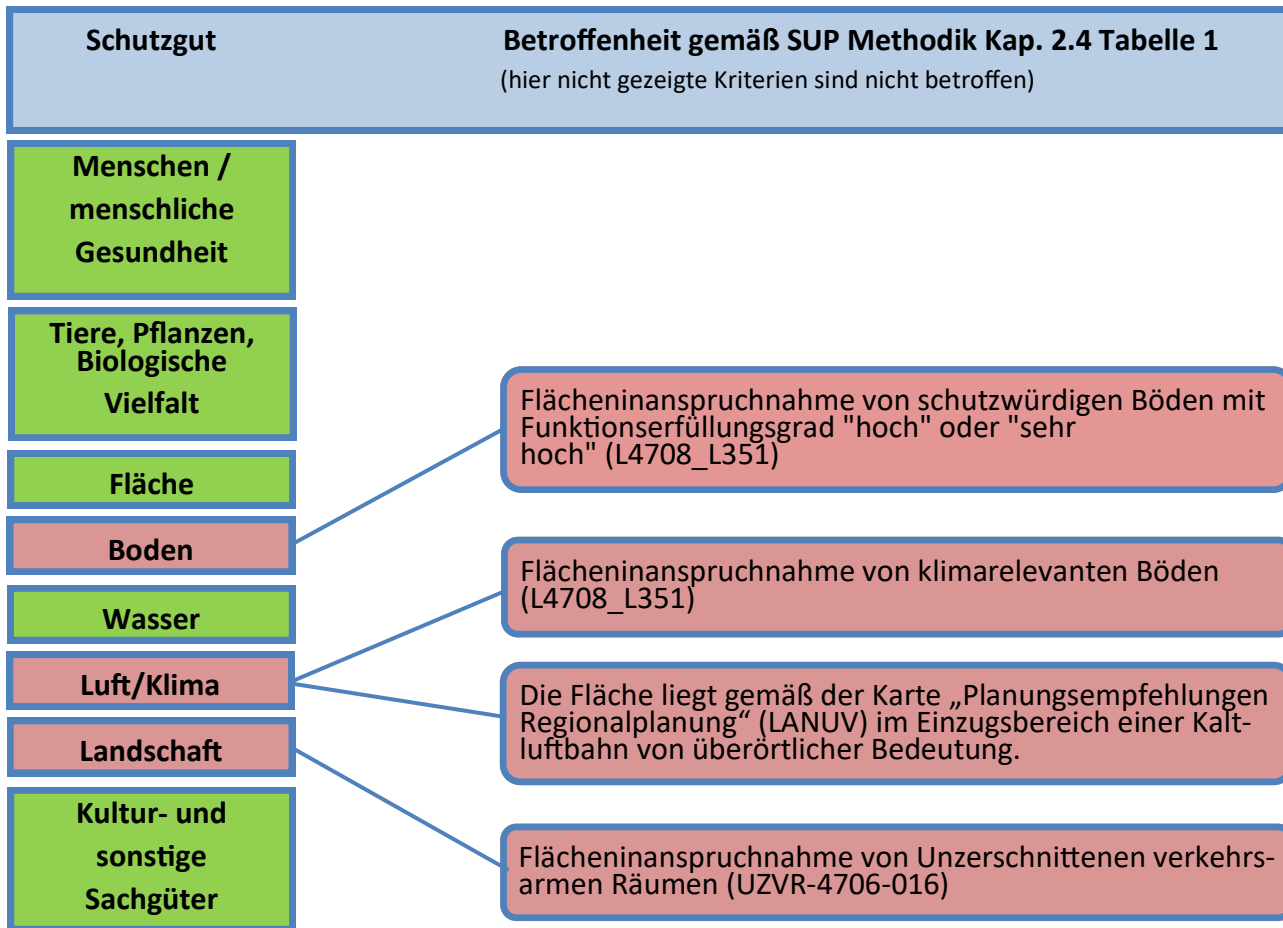 Schutzgut
Betroffenheit gemäß SUP Methodik Kap. 2.4 Tabelle 1
(hier nicht gezeigte Kriterien sind nicht betroffen)
Menschen /
menschliche
Gesundheit
Tiere, Pflanzen,
Biologische
Vielfalt
Fläche
Boden
Wasser
Luft/Klima
Landschaft
Kultur- und
sonstige
Sachgüter
Flächeninanspruchnahme von schutzwürdigen Böden mit
Funktionserfüllungsgrad "hoch" oder "sehr
hoch" (L4708_L351)
Flächeninanspruchnahme von klimarelevanten Böden
(L4708_L351)
Die Fläche liegt gemäß der Karte „Planungsempfehlungen
Regionalplanung“ (LANUV) im Einzugsbereich einer Kalt-
luftbahn von überörtlicher Bedeutung.
Flächeninanspruchnahme von Unzerschnittenen verkehrs-
armen Räumen (UZVR-4706-016)